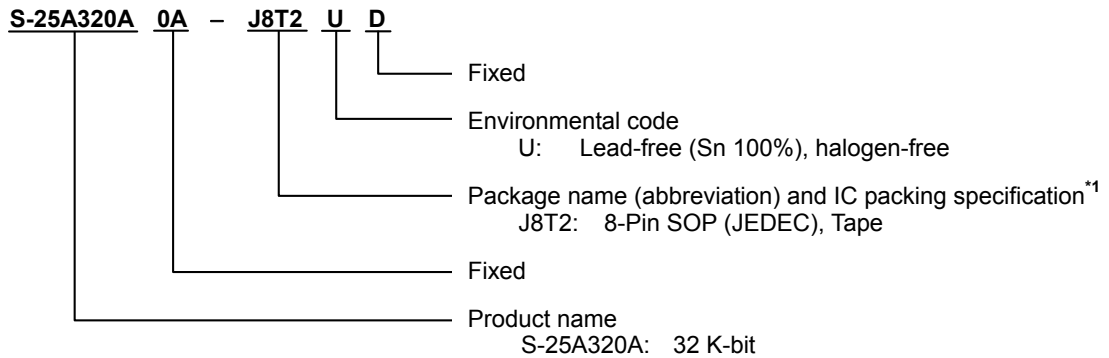 S-25A320A 0A – J8T2 U D
Fixed
Environmental code
U: Lead-free (Sn 100%), halogen-free
Package name (abbreviation) and IC packing specification*1
J8T2: 8-Pin SOP (JEDEC), Tape
Fixed
Product name
S-25A320A: 32 K-bit